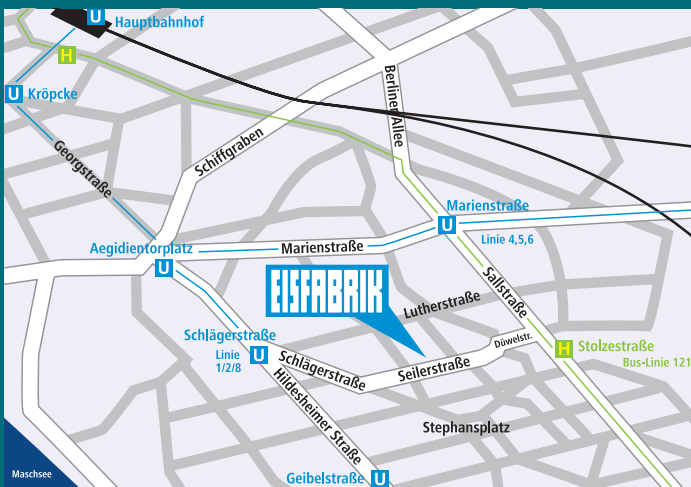 U Hauptbahnhof
H
U Kröpcke
Georgstraße
Schiffgraben
Berliner Allee
Marienstraße
U
Linie 4,5,6
Aegidientorplatz
U
Marienstraße
Sallstraße
EISFABRIK
Lutherstraße
Schlägerstraße
Linie
1/2/8
U
Schlägerstraße
Seilerstraße
Düwelstr.
H Stolzestraße
Bus-Linie 121
Hildesheimer Straße
Stephansplatz
Maschsee
Geibelstraße U